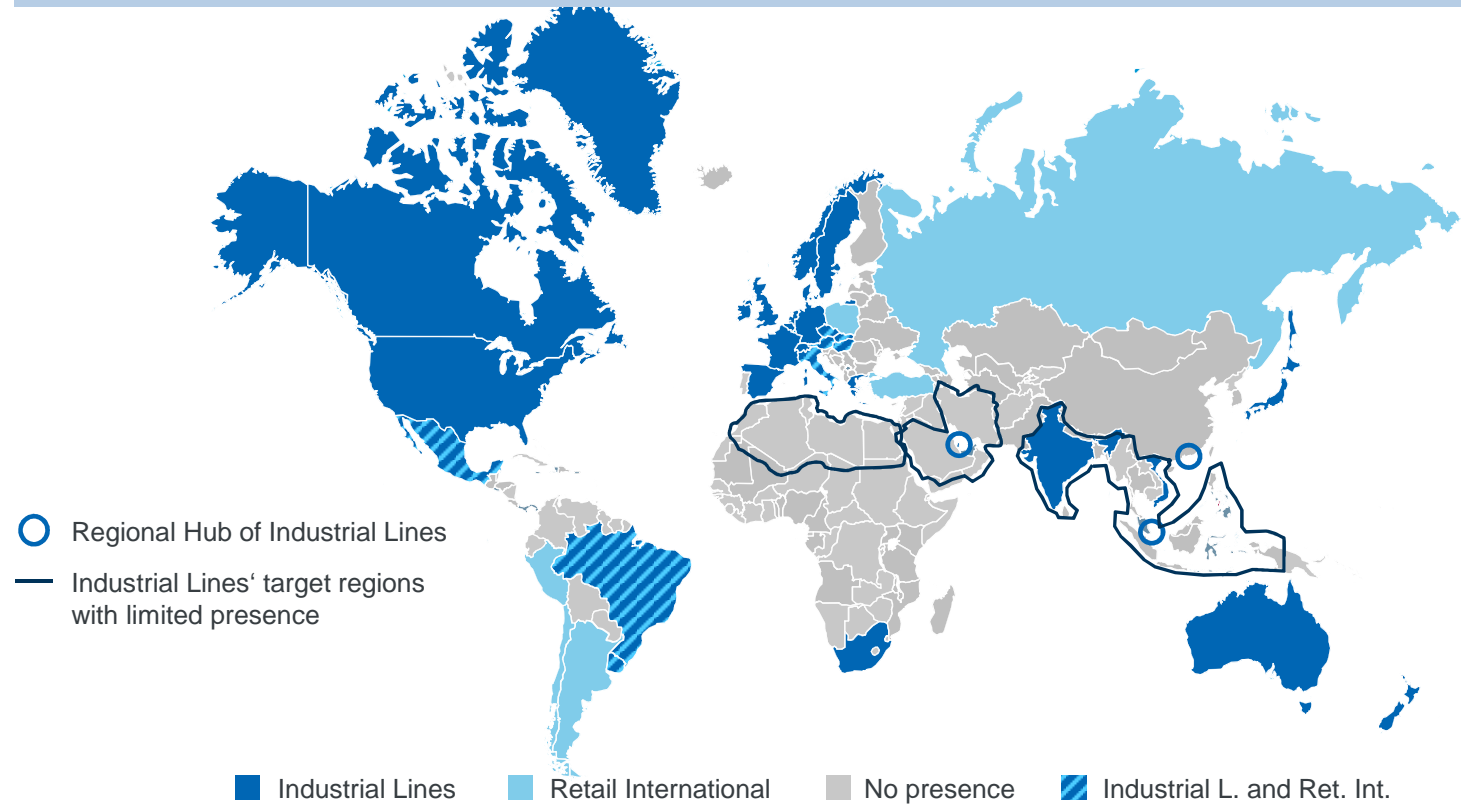 Regional Hub of Industrial Lines
Industrial Lines‘ target regions
with limited presence
Industrial Lines
Retail International
No presence
Industrial L. and Ret. Int.